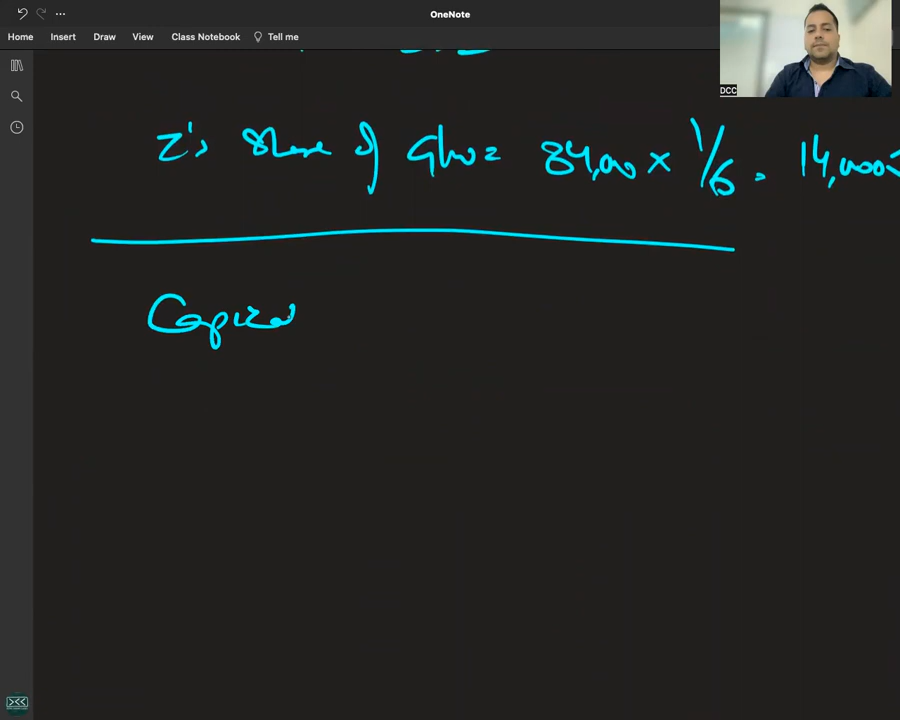 OneNote
Home Insert Draw View Class Notebook Tell me
DCC
Z's Share of G/w = 84,000 × 1/6 = 14,000
Capital